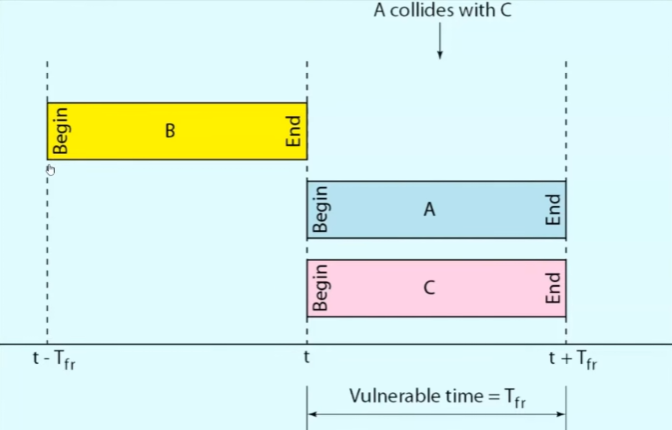 A collides with C
Begin
B
End
Begin
A
End
Begin
C
End
t - Tfr
t
t + Tfr
Vulnerable time = Tfr